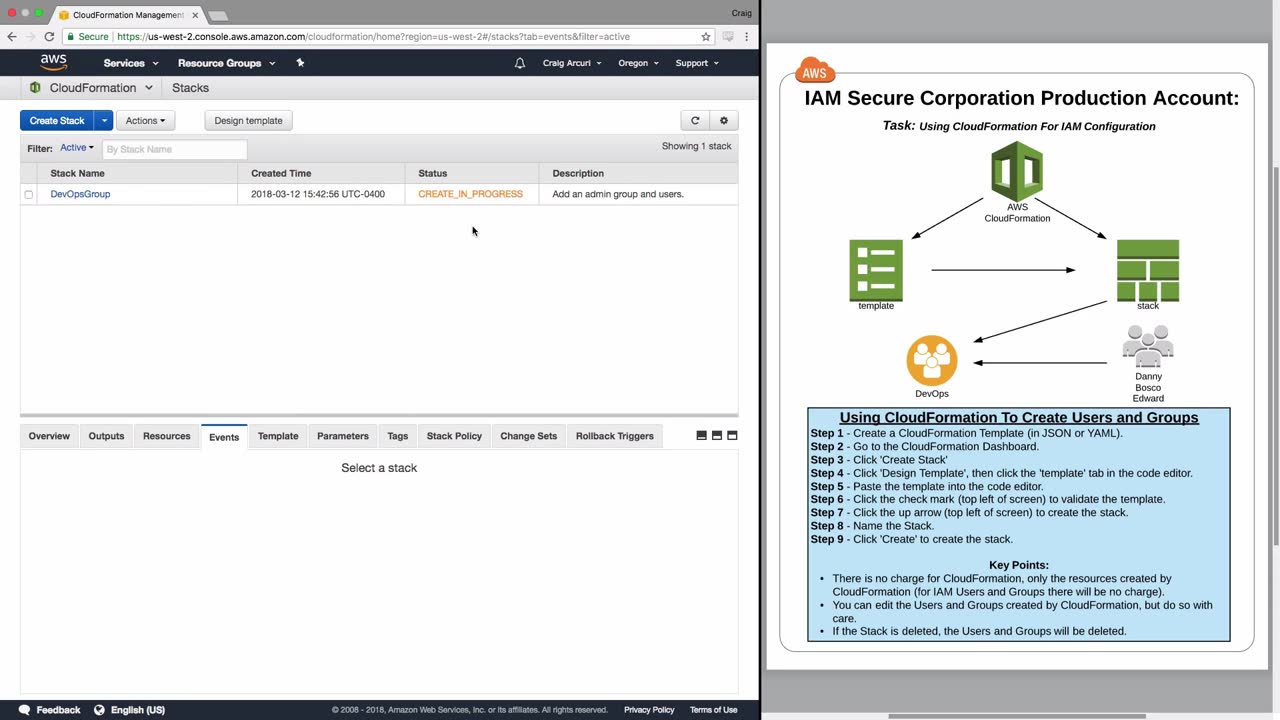 CloudFormation Management
Craig
Secure
https://us-west-2.console.aws.amazon.com/cloudformation/home?region=us-west-2#/stacks?tab=events&filter=active
aws
Services
Resource Groups
Craig Arcuri
Oregon
Support
CloudFormation
Stacks
Create Stack
Actions
Design template
Filter: Active
By Stack Name
Showing 1 stack
Stack Name
Created Time
Status
Description
DevOpsGroup
2018-03-12 15:42:56 UTC-0400
CREATE_IN_PROGRESS
Add an admin group and users.
Overview
Outputs
Resources
Events
Template
Parameters
Tags
Stack Policy
Change Sets
Rollback Triggers
Select a stack
Feedback
English (US)
© 2008 - 2018, Amazon Web Services, Inc. or its affiliates. All rights reserved.
Privacy Policy
Terms of Use
AWS
IAM Secure Corporation Production Account:
Task: Using CloudFormation For IAM Configuration
AWS
CloudFormation
template
stack
DevOps
Danny
Bosco
Edward
Using CloudFormation To Create Users and Groups
Step 1 - Create a CloudFormation Template (in JSON or YAML).
Step 2 - Go to the CloudFormation Dashboard.
Step 3 - Click 'Create Stack'
Step 4 - Click 'Design Template', then click the 'template' tab in the code editor.
Step 5 - Paste the template into the code editor.
Step 6 - Click the check mark (top left of screen) to validate the template.
Step 7 - Click the up arrow (top left of screen) to create the stack.
Step 8 - Name the Stack.
Step 9 - Click 'Create' to create the stack.
Key Points:
• There is no charge for CloudFormation, only the resources created by
CloudFormation (for IAM Users and Groups there will be no charge).
• You can edit the Users and Groups created by CloudFormation, but do so with
care.
• If the Stack is deleted, the Users and Groups will be deleted.